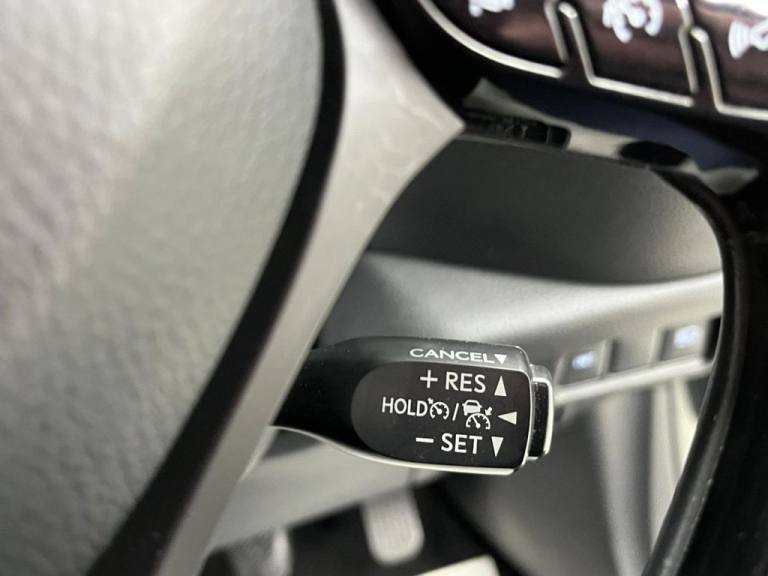 CANCEL▼
+ RES ▲
HOLD / ◀
− SET ▼